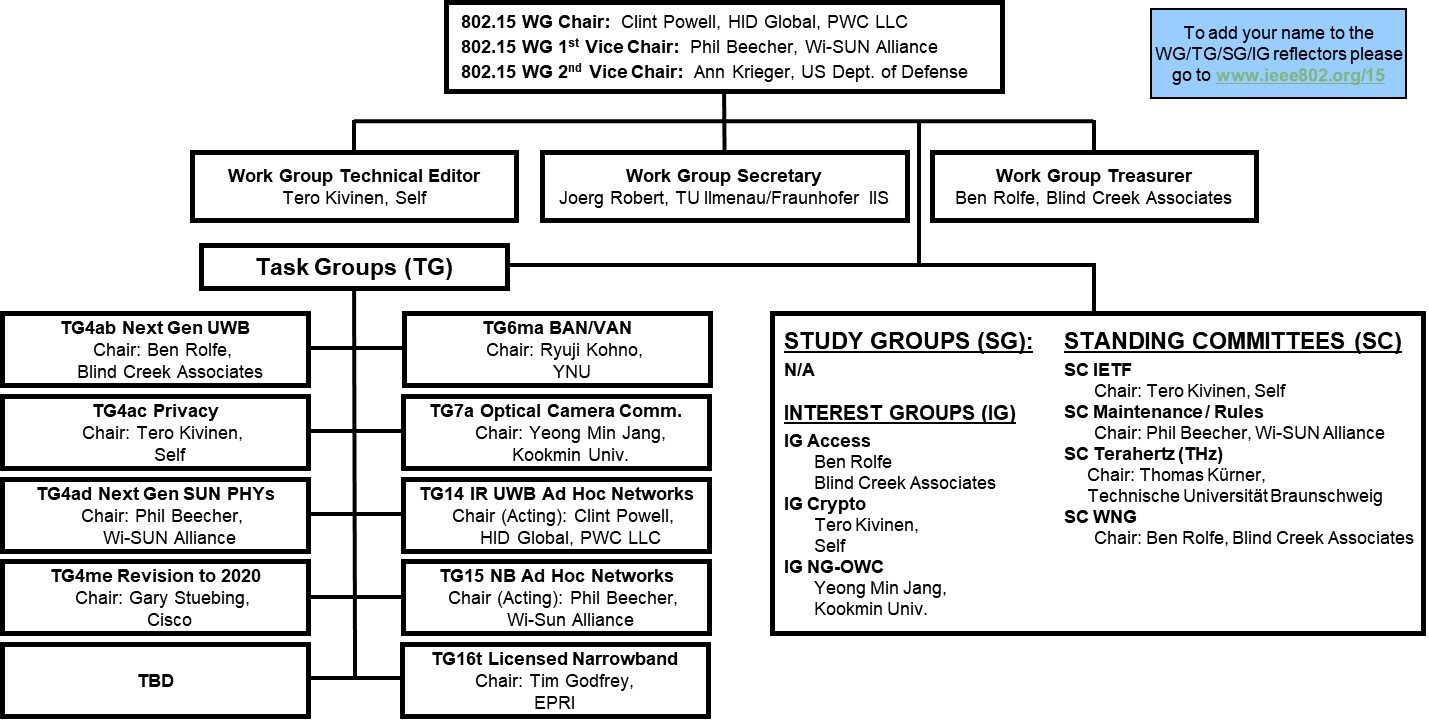 802.15 WG Chair: Clint Powell, HID Global, PWC LLC
802.15 WG 1st Vice Chair: Phil Beecher, Wi-SUN Alliance
802.15 WG 2nd Vice Chair: Ann Krieger, US Dept. of Defense
To add your name to the
WG/TG/SG/IG reflectors please
go to www.ieee802.org/15
Work Group Technical Editor
Tero Kivinen, Self
Work Group Secretary
Joerg Robert, TU Ilmenau/Fraunhofer IIS
Work Group Treasurer
Ben Rolfe, Blind Creek Associates
Task Groups (TG)
TG4ab Next Gen UWB
Chair: Ben Rolfe,
Blind Creek Associates
TG4ac Privacy
Chair: Tero Kivinen,
Self
TG4ad Next Gen SUN PHYs
Chair: Phil Beecher,
Wi-SUN Alliance
TG4me Revision to 2020
Chair: Gary Stuebing,
Cisco
TBD
TG6ma BAN/VAN
Chair: Ryuji Kohno,
YNU
TG7a Optical Camera Comm.
Chair: Yeong Min Jang,
Kookmin Univ.
TG14 IR UWB Ad Hoc Networks
Chair (Acting): Clint Powell,
HID Global, PWC LLC
TG15 NB Ad Hoc Networks
Chair (Acting): Phil Beecher,
Wi-Sun Alliance
TG16t Licensed Narrowband
Chair: Tim Godfrey,
EPRI
STUDY GROUPS (SG):
N/A
INTEREST GROUPS (IG)
IG Access
Ben Rolfe
Blind Creek Associates
IG Crypto
Tero Kivinen,
Self
IG NG-OWC
Yeong Min Jang,
Kookmin Univ.
STANDING COMMITTEES (SC)
SC IETF
Chair: Tero Kivinen, Self
SC Maintenance / Rules
Chair: Phil Beecher, Wi-SUN Alliance
SC Terahertz (THz)
Chair: Thomas Kürner,
Technische Universität Braunschweig
SC WNG
Chair: Ben Rolfe, Blind Creek Associates